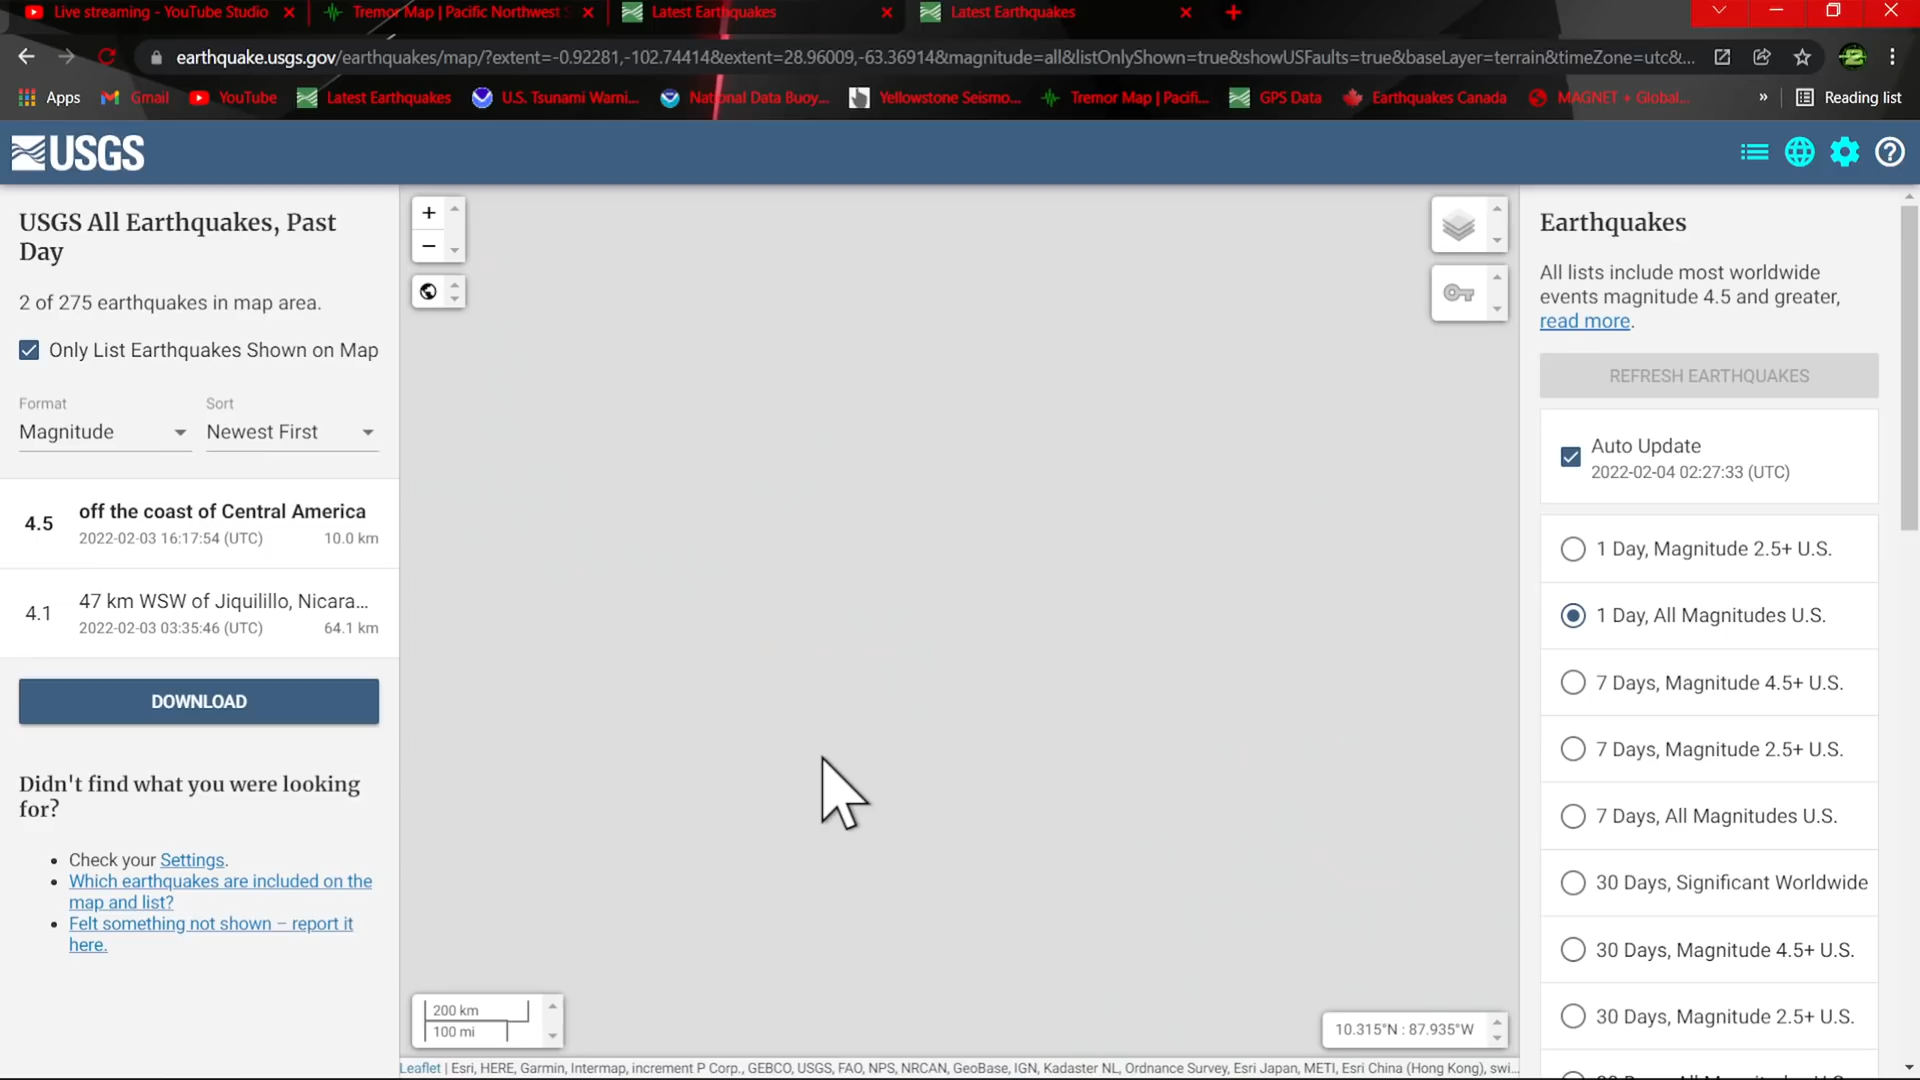 Live streaming - YouTube Studio
Tremor Map | Pacific Northwest S
Latest Earthquakes
Latest Earthquakes
earthquake.usgs.gov/earthquakes/map/?extent=-0.92281,-102.74414&extent=28.96009,-63.36914&magnitude=all&listOnlyShown=true&showUSFaults=true&baseLayer=terrain&timeZone=utc&...
Apps
Gmail
YouTube
Latest Earthquakes
U.S. Tsunami Warni...
National Data Buoy...
Yellowstone Seismo...
Tremor Map | Pacifi...
GPS Data
Earthquakes Canada
MAGNET + Global...
»
Reading list
USGS
USGS All Earthquakes, Past
Day
2 of 275 earthquakes in map area.
Only List Earthquakes Shown on Map
Format
Sort
Magnitude
Newest First
4.5
off the coast of Central America
2022-02-03 16:17:54 (UTC)
10.0 km
4.1
47 km WSW of Jiquilillo, Nicara...
2022-02-03 03:35:46 (UTC)
64.1 km
DOWNLOAD
Didn't find what you were looking
for?
Check your Settings.
Which earthquakes are included on the
map and list?
Felt something not shown – report it
here.
+
−
200 km
100 mi
10.315°N : 87.935°W
Leaflet | Esri, HERE, Garmin, Intermap, increment P Corp., GEBCO, USGS, FAO, NPS, NRCAN, GeoBase, IGN, Kadaster NL, Ordnance Survey, Esri Japan, METI, Esri China (Hong Kong), swi...
Earthquakes
All lists include most worldwide
events magnitude 4.5 and greater,
read more.
REFRESH EARTHQUAKES
Auto Update
2022-02-04 02:27:33 (UTC)
1 Day, Magnitude 2.5+ U.S.
1 Day, All Magnitudes U.S.
7 Days, Magnitude 4.5+ U.S.
7 Days, Magnitude 2.5+ U.S.
7 Days, All Magnitudes U.S.
30 Days, Significant Worldwide
30 Days, Magnitude 4.5+ U.S.
30 Days, Magnitude 2.5+ U.S.